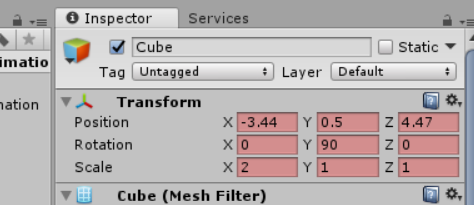 Inspector Services
Cube Static
imatio
Tag Untagged Layer Default
Transform
nation
Position X -3.44 Y 0.5 Z 4.47
Rotation X 0 Y 90 Z 0
Scale X 2 Y 1 Z 1
Cube (Mesh Filter)